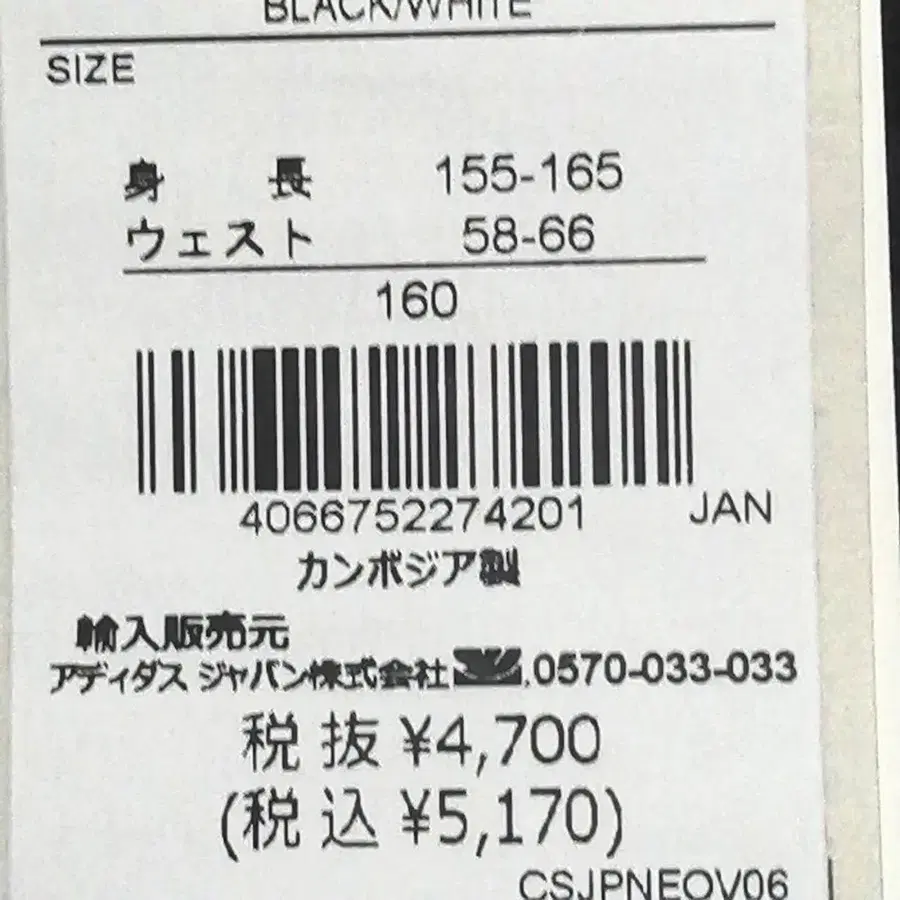 BLACK/WHITE
SIZE
身 長 155-165
ウェスト 58-66
160
4066752274201 JAN
カンボジア製
輸入販売元
アディダス ジャパン株式会社 0570-033-033
税 抜 ¥4,700
(税 込 ¥5,170)
CSJPNEOV06